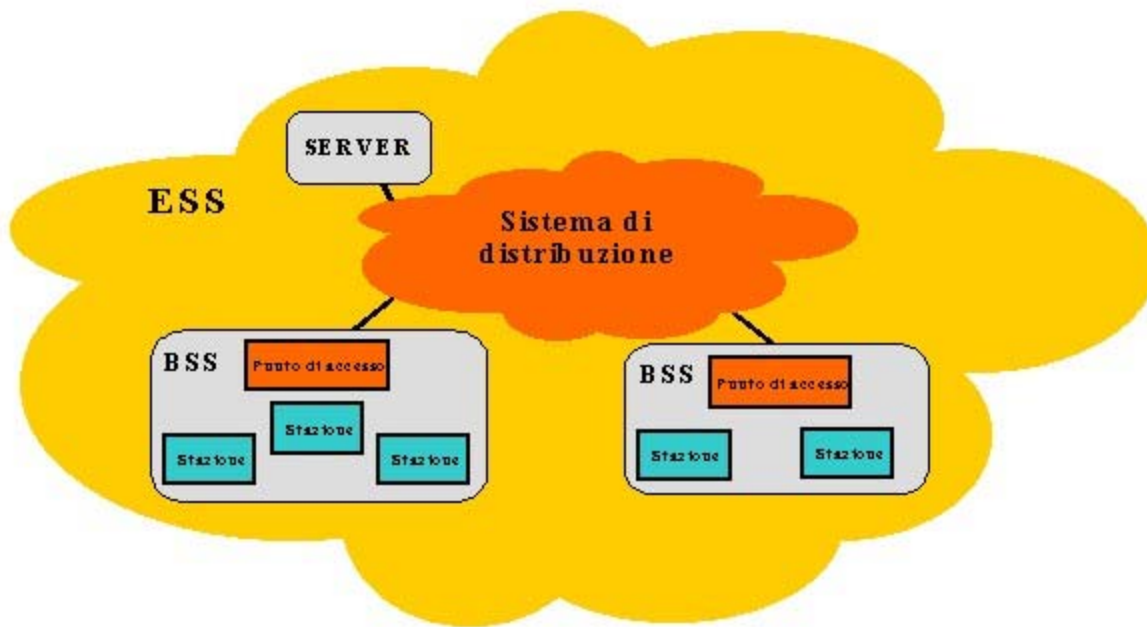 SERVER
ESS
Sistema di
distribuzione
BSS
Punto di accesso
Stazione
Stazione
Stazione
BSS
Punto di accesso
Stazione
Stazione